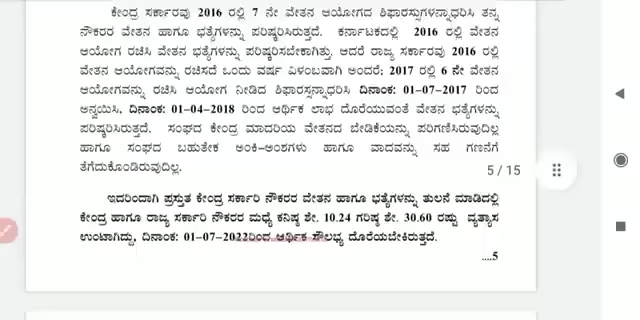 ಕೇಂದ್ರ ಸರ್ಕಾರವು 2016 ರಲ್ಲಿ 7 ನೇ ವೇತನ ಆಯೋಗದ ಶಿಫಾರಸ್ಸುಗಳನ್ನಾಧರಿಸಿ ತನ್ನ
ನೌಕರರ ವೇತನ ಹಾಗೂ ಭತ್ಯೆಗಳನ್ನು ಪರಿಷ್ಕರಿಸಿರುತ್ತದೆ. ಕರ್ನಾಟಕದಲ್ಲಿ 2016 ರಲ್ಲಿ ವೇತನ
ಆಯೋಗ ರಚಿಸಿ ವೇತನ ಭತ್ಯೆಗಳನ್ನು ಪರಿಷ್ಕರಿಸಬೇಕಾಗಿತ್ತು. ಆದರೆ ರಾಜ್ಯ ಸರ್ಕಾರವು 2016 ರಲ್ಲಿ
ವೇತನ ಆಯೋಗವನ್ನು ರಚಿಸದೆ ಒಂದು ವರ್ಷ ವಿಳಂಬವಾಗಿ ಅಂದರೆ; 2017 ರಲ್ಲಿ 6 ನೇ ವೇತನ
ಆಯೋಗವನ್ನು ರಚಿಸಿ ಆಯೋಗ ನೀಡಿದ ಶಿಫಾರಸ್ಸನ್ನಾಧರಿಸಿ ದಿನಾಂಕ: 01-07-2017 ರಿಂದ
ಅನ್ವಯಿಸಿ, ದಿನಾಂಕ: 01-04-2018 ರಿಂದ ಆರ್ಥಿಕ ಲಾಭ ದೊರೆಯುವಂತೆ ವೇತನ ಭತ್ಯೆಗಳನ್ನು
ಪರಿಷ್ಕರಿಸಿರುತ್ತದೆ. ಸಂಘದ ಕೇಂದ್ರ ಮಾದರಿಯ ವೇತನದ ಬೇಡಿಕೆಯನ್ನು ಪರಿಗಣಿಸಿರುವುದಿಲ್ಲ
ಹಾಗೂ ಸಂಘದ ಬಹುತೇಕ ಅಂಕಿ-ಅಂಶಗಳು ಹಾಗೂ ವಾದವನ್ನು ಸಹ ಗಣನೆಗೆ
ತೆಗೆದುಕೊಂಡಿರುವುದಿಲ್ಲ.
5 / 15
ಇದರಿಂದಾಗಿ ಪ್ರಸ್ತುತ ಕೇಂದ್ರ ಸರ್ಕಾರಿ ನೌಕರರ ವೇತನ ಹಾಗೂ ಭತ್ಯೆಗಳನ್ನು ತುಲನೆ ಮಾಡಿದಲ್ಲಿ
ಕೇಂದ್ರ ಹಾಗೂ ರಾಜ್ಯ ಸರ್ಕಾರಿ ನೌಕರರ ಮಧ್ಯೆ ಕನಿಷ್ಠ ಶೇ. 10.24 ಗರಿಷ್ಠ ಶೇ. 30.60 ರಷ್ಟು ವ್ಯತ್ಯಾಸ
ಉಂಟಾಗಿದ್ದು, ದಿನಾಂಕ: 01-07-2022ರಿಂದ ಆರ್ಥಿಕ ಸೌಲಭ್ಯ ದೊರೆಯಬೇಕಿರುತ್ತದೆ.
....5